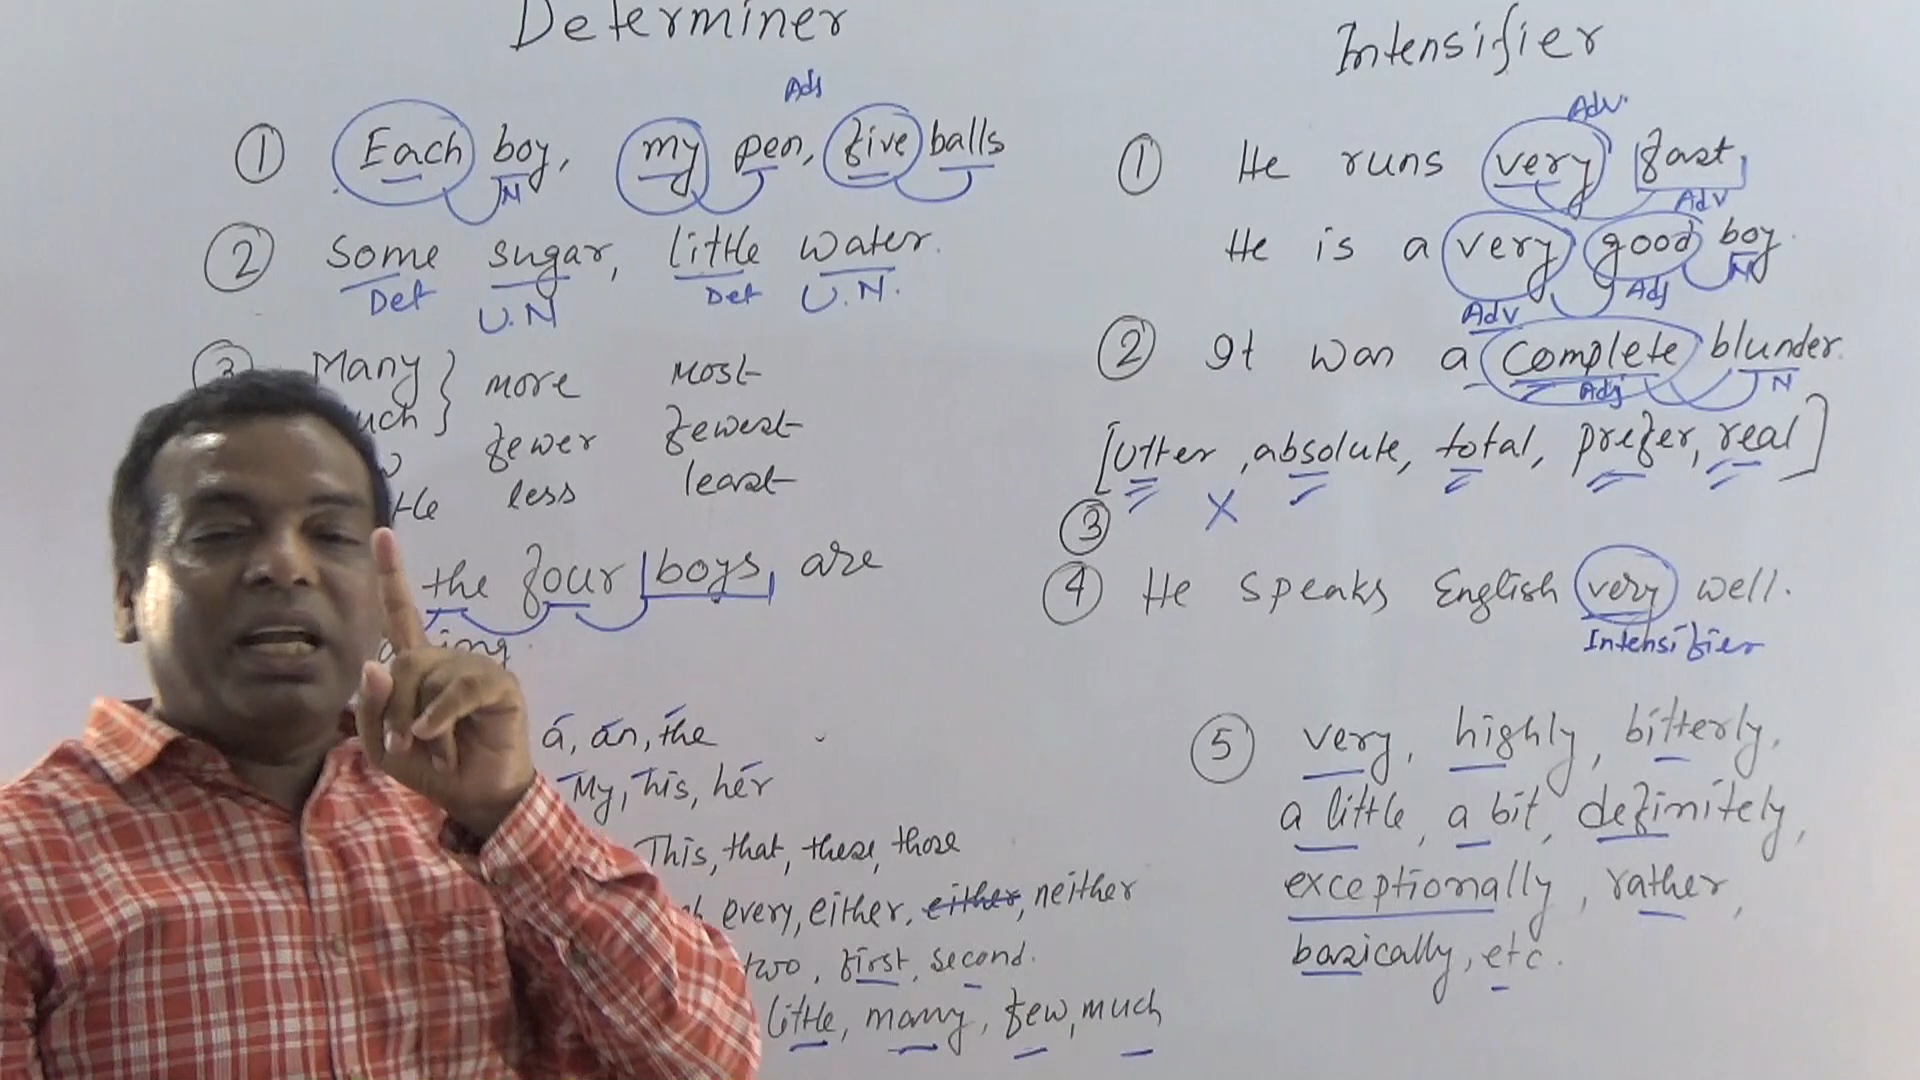 Determiner
Adj
① Each boy, my pen, five balls
N
② Some sugar, little water.
Det U.N Det U.N.
Many } more most
fewer fewest
less least
the four boys, are
a, an, the
My, his, her
This, that, these, those
every, either, either, neither
two, first, second.
little, many, few, much
Intensifier
Adv.
① He runs very fast
Adv
He is a very good boy.
Adv Adj N
② It was a complete blunder.
Adj N
[Utter, absolute, total, prefer, real]
X
③
④ He speaks English very well.
Intensifier
⑤ very, highly, bitterly,
a little, a bit, definitely,
exceptionally, rather,
basically, etc.